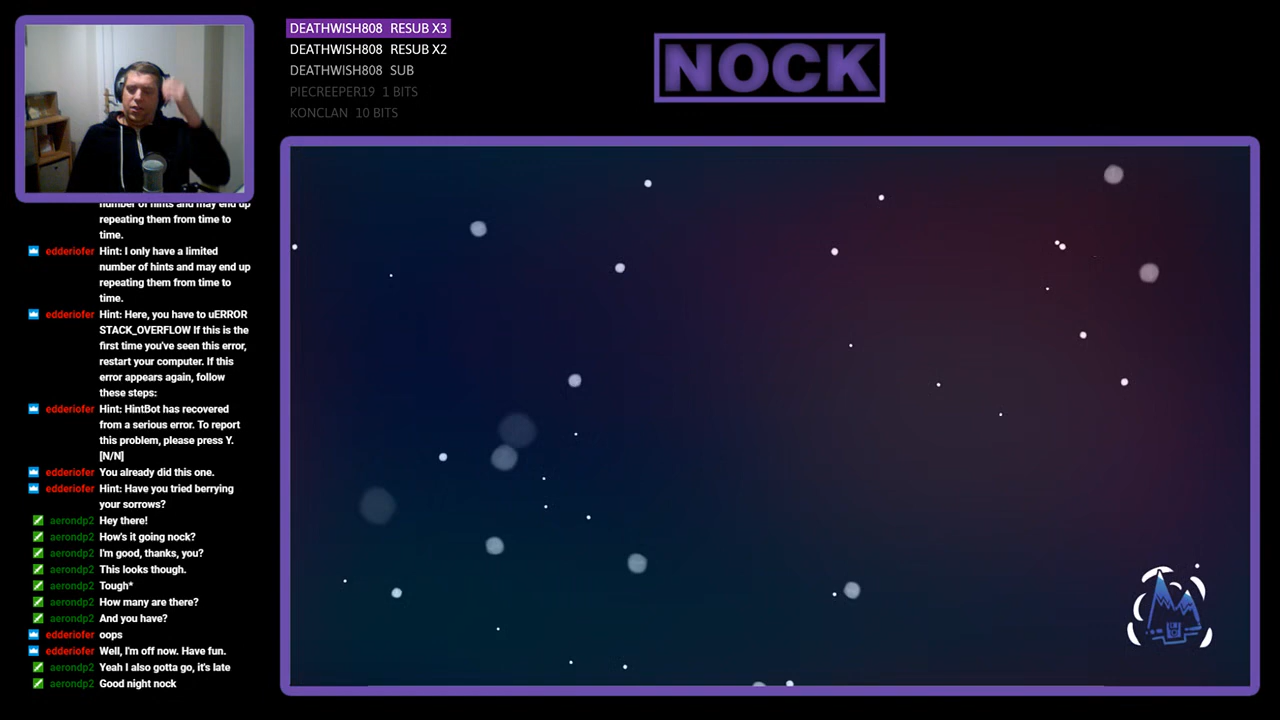 DEATHWISH808 RESUB X3
DEATHWISH808 RESUB X2
DEATHWISH808 SUB
PIECREEPER19 1 BITS
KONCLAN 10 BITS
NOCK
number of hints and may end up
repeating them from time to
time.
edderiofer Hint: I only have a limited
number of hints and may end up
repeating them from time to
time.
edderiofer Hint: Here, you have to uERROR
STACK_OVERFLOW If this is the
first time you've seen this error,
restart your computer. If this
error appears again, follow
these steps:
edderiofer Hint: HintBot has recovered
from a serious error. To report
this problem, please press Y.
[N/N]
edderiofer You already did this one.
edderiofer Hint: Have you tried berrying
your sorrows?
aerondp2 Hey there!
aerondp2 How's it going nock?
aerondp2 I'm good, thanks, you?
aerondp2 This looks though.
aerondp2 Tough*
aerondp2 How many are there?
aerondp2 And you have?
edderiofer oops
edderiofer Well, I'm off now. Have fun.
aerondp2 Yeah I also gotta go, it's late
aerondp2 Good night nock